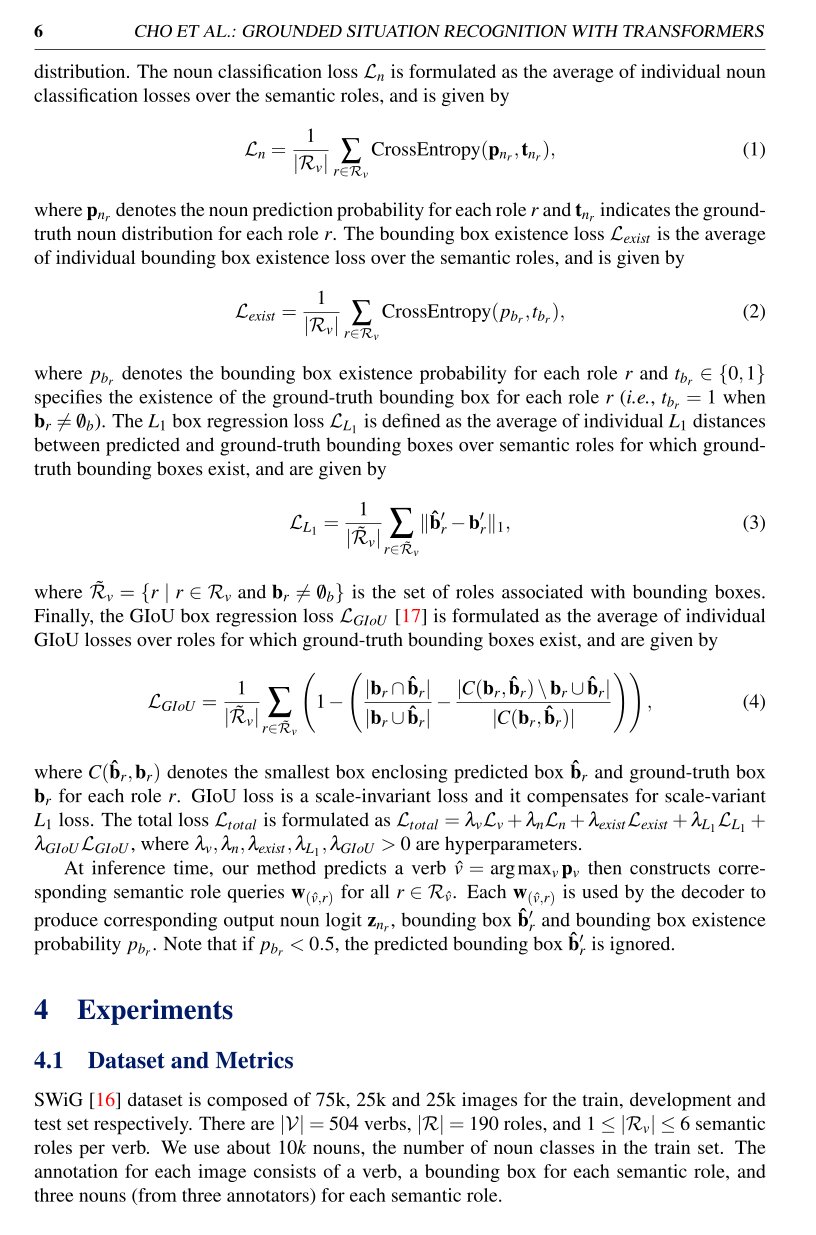 6 CHO ET AL.: GROUNDED SITUATION RECOGNITION WITH TRANSFORMERS
distribution. The noun classification loss ℒₙ is formulated as the average of individual noun
classification losses over the semantic roles, and is given by
$\mathcal{L}_n = \frac{1}{|\mathcal{R}_v|} \sum_{r \in \mathcal{R}_v} \text{CrossEntropy}(\mathbf{p}_{n_r}, \mathbf{t}_{n_r}),$ (1)
where $\mathbf{p}_{n_r}$ denotes the noun prediction probability for each role $r$ and $\mathbf{t}_{n_r}$ indicates the ground-
truth noun distribution for each role $r$. The bounding box existence loss $\mathcal{L}_{exist}$ is the average
of individual bounding box existence loss over the semantic roles, and is given by
$\mathcal{L}_{exist} = \frac{1}{|\mathcal{R}_v|} \sum_{r \in \mathcal{R}_v} \text{CrossEntropy}(p_{b_r}, t_{b_r}),$ (2)
where $p_{b_r}$ denotes the bounding box existence probability for each role $r$ and $t_{b_r} \in \{0,1\}$
specifies the existence of the ground-truth bounding box for each role $r$ (i.e., $t_{b_r} = 1$ when
$\mathbf{b}_r \neq \emptyset_b$). The $L_1$ box regression loss $\mathcal{L}_{L_1}$ is defined as the average of individual $L_1$ distances
between predicted and ground-truth bounding boxes over semantic roles for which ground-
truth bounding boxes exist, and are given by
$\mathcal{L}_{L_1} = \frac{1}{|\tilde{\mathcal{R}}_v|} \sum_{r \in \tilde{\mathcal{R}}_v} \|\hat{\mathbf{b}}'_r - \mathbf{b}'_r\|_1,$ (3)
where $\tilde{\mathcal{R}}_v = \{r \mid r \in \mathcal{R}_v \text{ and } \mathbf{b}_r \neq \emptyset_b\}$ is the set of roles associated with bounding boxes.
Finally, the GIoU box regression loss $\mathcal{L}_{GIoU}$ [17] is formulated as the average of individual
GIoU losses over roles for which ground-truth bounding boxes exist, and are given by
$\mathcal{L}_{GIoU} = \frac{1}{|\tilde{\mathcal{R}}_v|} \sum_{r \in \tilde{\mathcal{R}}_v} \left(1 - \left(\frac{|\mathbf{b}_r \cap \hat{\mathbf{b}}_r|}{|\mathbf{b}_r \cup \hat{\mathbf{b}}_r|} - \frac{|C(\mathbf{b}_r, \hat{\mathbf{b}}_r) \setminus \mathbf{b}_r \cup \hat{\mathbf{b}}_r|}{|C(\mathbf{b}_r, \hat{\mathbf{b}}_r)|}\right)\right),$ (4)
where $C(\hat{\mathbf{b}}_r, \mathbf{b}_r)$ denotes the smallest box enclosing predicted box $\hat{\mathbf{b}}_r$ and ground-truth box
$\mathbf{b}_r$ for each role $r$. GIoU loss is a scale-invariant loss and it compensates for scale-variant
$L_1$ loss. The total loss $\mathcal{L}_{total}$ is formulated as $\mathcal{L}_{total} = \lambda_v \mathcal{L}_v + \lambda_n \mathcal{L}_n + \lambda_{exist} \mathcal{L}_{exist} + \lambda_{L_1} \mathcal{L}_{L_1} +$
$\lambda_{GIoU} \mathcal{L}_{GIoU}$, where $\lambda_v, \lambda_n, \lambda_{exist}, \lambda_{L_1}, \lambda_{GIoU} > 0$ are hyperparameters.
At inference time, our method predicts a verb $\hat{v} = \arg\max_v \mathbf{p}_v$ then constructs corre-
sponding semantic role queries $\mathbf{w}_{(\hat{v},r)}$ for all $r \in \mathcal{R}_{\hat{v}}$. Each $\mathbf{w}_{(\hat{v},r)}$ is used by the decoder to
produce corresponding output noun logit $\mathbf{z}_{n_r}$, bounding box $\hat{\mathbf{b}}'_r$ and bounding box existence
probability $p_{b_r}$. Note that if $p_{b_r} < 0.5$, the predicted bounding box $\hat{\mathbf{b}}'_r$ is ignored.
4 Experiments
4.1 Dataset and Metrics
SWiG [16] dataset is composed of 75k, 25k and 25k images for the train, development and
test set respectively. There are $|\mathcal{V}| = 504$ verbs, $|\mathcal{R}| = 190$ roles, and $1 \leq |\mathcal{R}_v| \leq 6$ semantic
roles per verb. We use about 10$k$ nouns, the number of noun classes in the train set. The
annotation for each image consists of a verb, a bounding box for each semantic role, and
three nouns (from three annotators) for each semantic role.